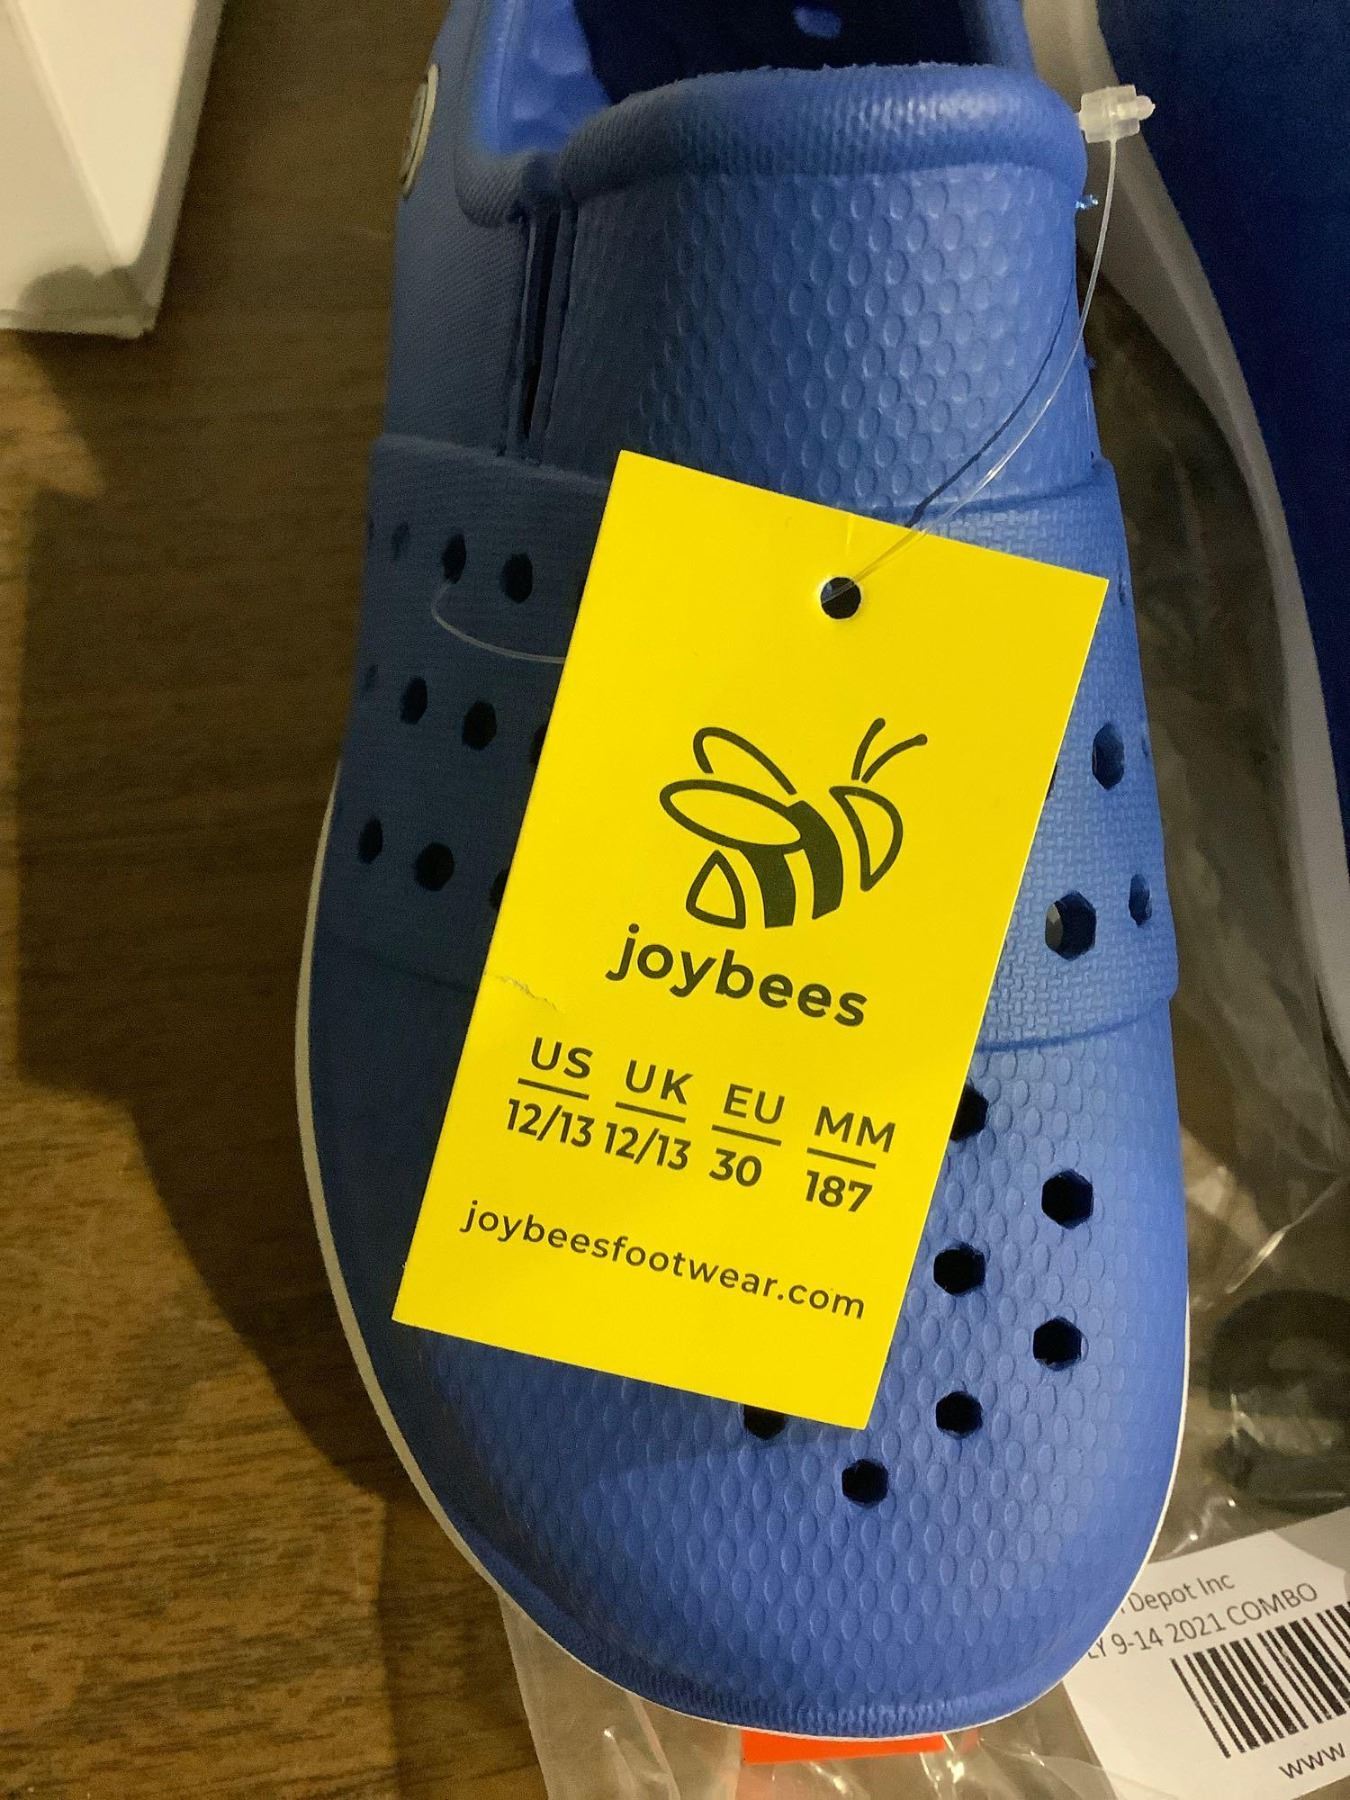 joybees
US UK EU MM
12/13 12/13 30 187
joybeesfootwear.com
Depot Inc
9-14 2021 COMBO
www